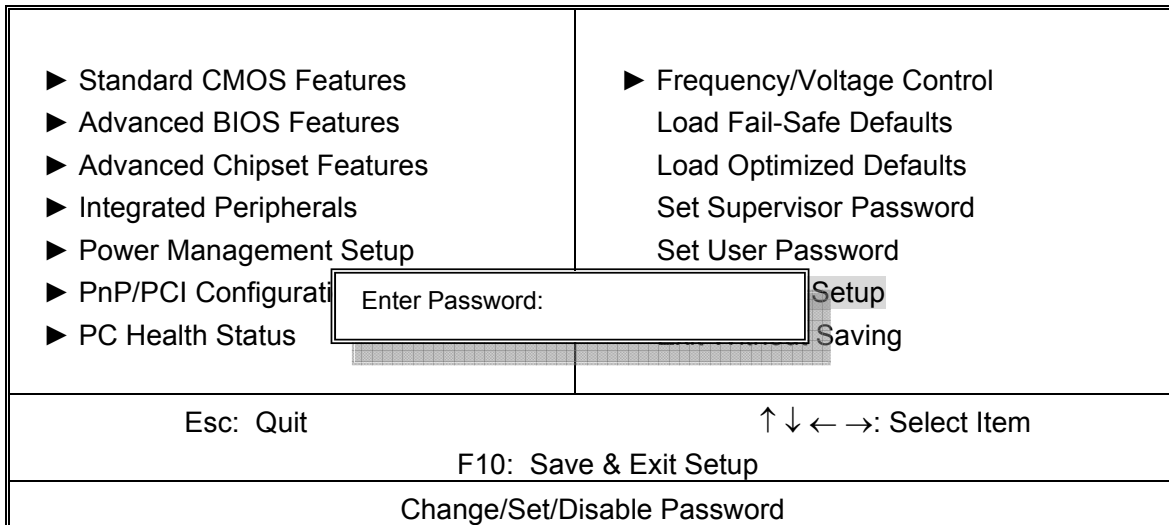 ► Standard CMOS Features
► Advanced BIOS Features
► Advanced Chipset Features
► Integrated Peripherals
► Power Management Setup
► PnP/PCI Configurati
► PC Health Status
► Frequency/Voltage Control
Load Fail-Safe Defaults
Load Optimized Defaults
Set Supervisor Password
Set User Password
Setup
Exit Without Saving
Enter Password:
Esc: Quit
↑ ↓ ← →: Select Item
F10: Save & Exit Setup
Change/Set/Disable Password